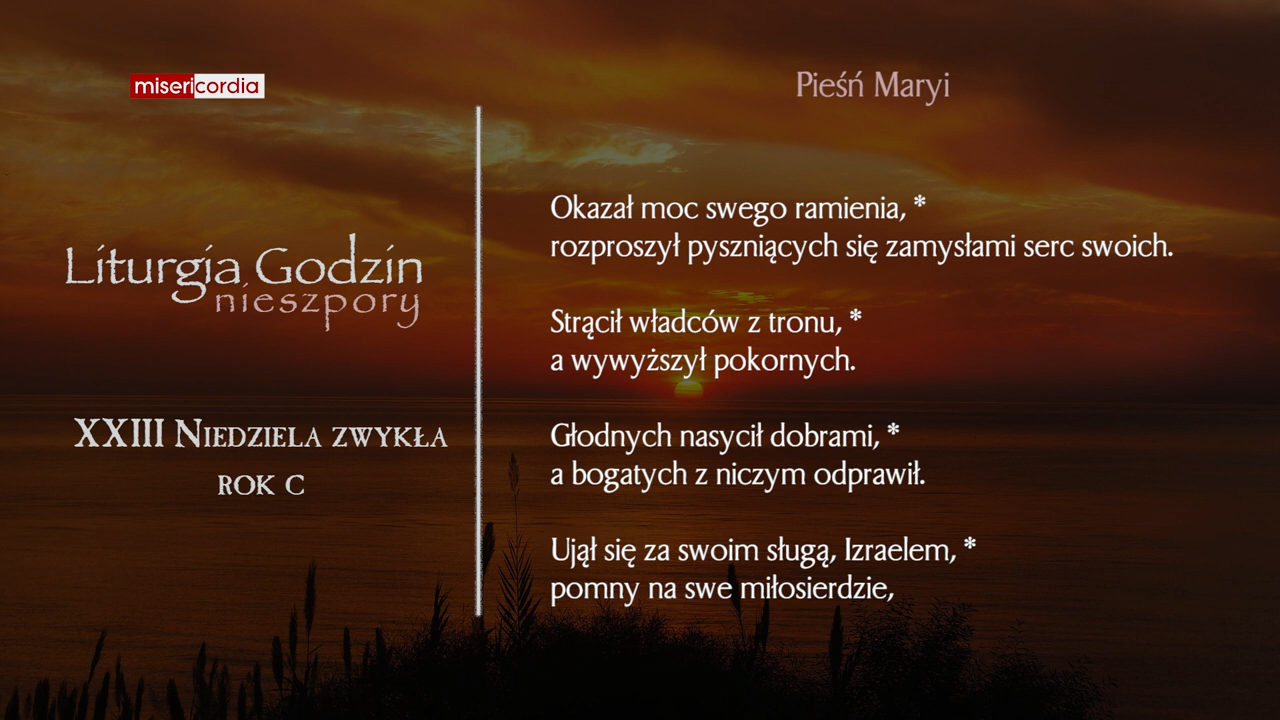 misericordia
Liturgia Godzin
nieszpory
XXIII Niedziela zwykła
rok C
Pieśń Maryi
Okazał moc swego ramienia, *
rozproszył pyszniących się zamysłami serc swoich.
Strącił władców z tronu, *
a wywyższył pokornych.
Głodnych nasycił dobrami, *
a bogatych z niczym odprawił.
Ujął się za swoim sługą, Izraelem, *
pomny na swe miłosierdzie,